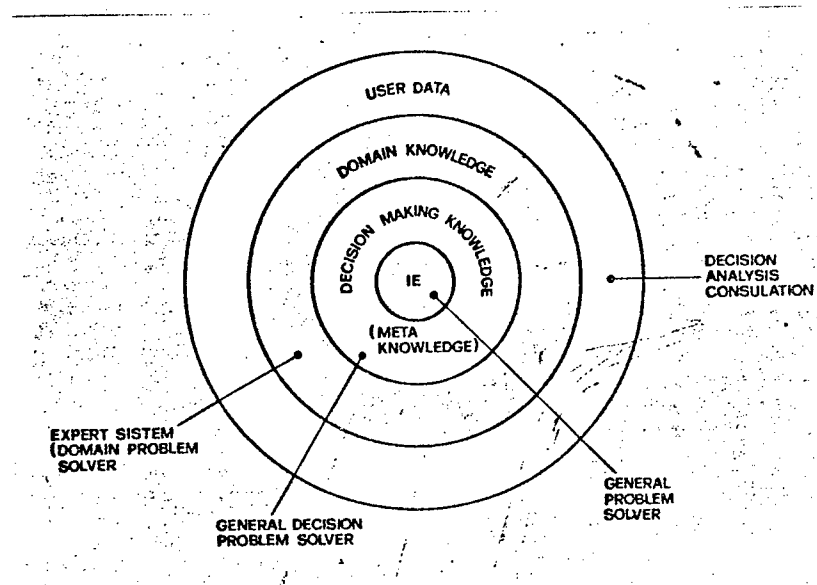 USER DATA
DOMAIN KNOWLEDGE
DECISION MAKING KNOWLEDGE
IE
(META
KNOWLEDGE)
DECISION
ANALYSIS
CONSULATION
EXPERT SISTEM
(DOMAIN PROBLEM
SOLVER
GENERAL DECISION
PROBLEM SOLVER
GENERAL
PROBLEM
SOLVER